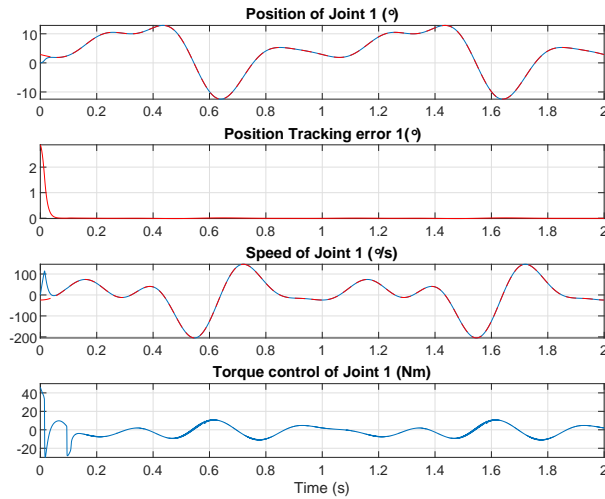 Position of Joint 1 (º)
10
0
-10
0 0.2 0.4 0.6 0.8 1 1.2 1.4 1.6 1.8 2
Position Tracking error 1(º)
2
1
0
0 0.2 0.4 0.6 0.8 1 1.2 1.4 1.6 1.8 2
Speed of Joint 1 (º/s)
100
0
-100
-200
0 0.2 0.4 0.6 0.8 1 1.2 1.4 1.6 1.8 2
Torque control of Joint 1 (Nm)
40
20
0
-20
0 0.2 0.4 0.6 0.8 1 1.2 1.4 1.6 1.8 2
Time (s)